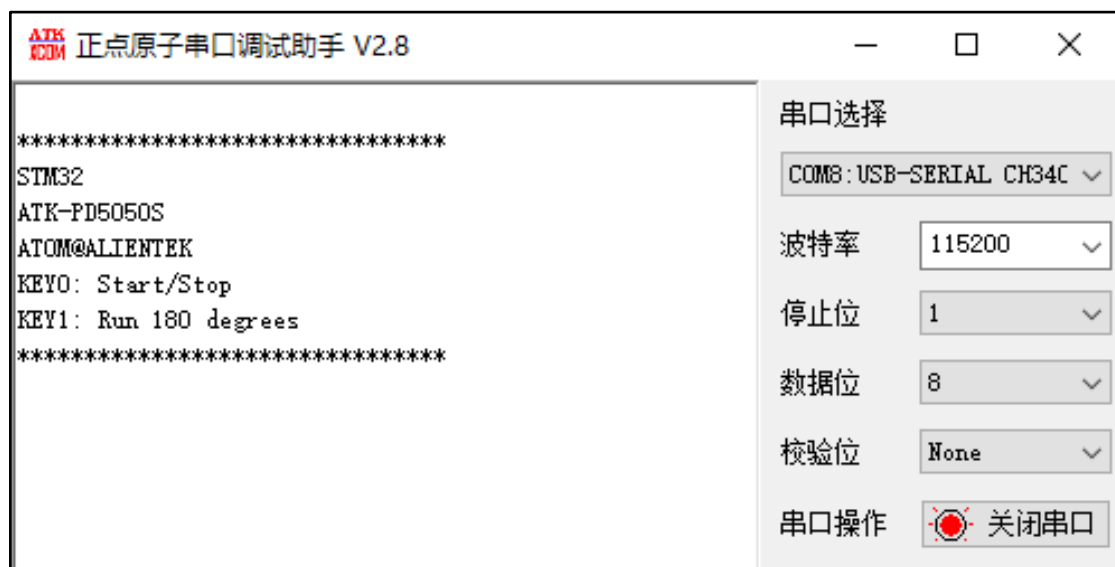 ATK
XCOM
正点原子串口调试助手 V2.8
********************************
STM32
ATK-PD5050S
ATOM@ALIENTEK
KEY0: Start/Stop
KEY1: Run 180 degrees
********************************
串口选择
COM8:USB-SERIAL CH340
波特率 115200
停止位 1
数据位 8
校验位 None
串口操作 关闭串口